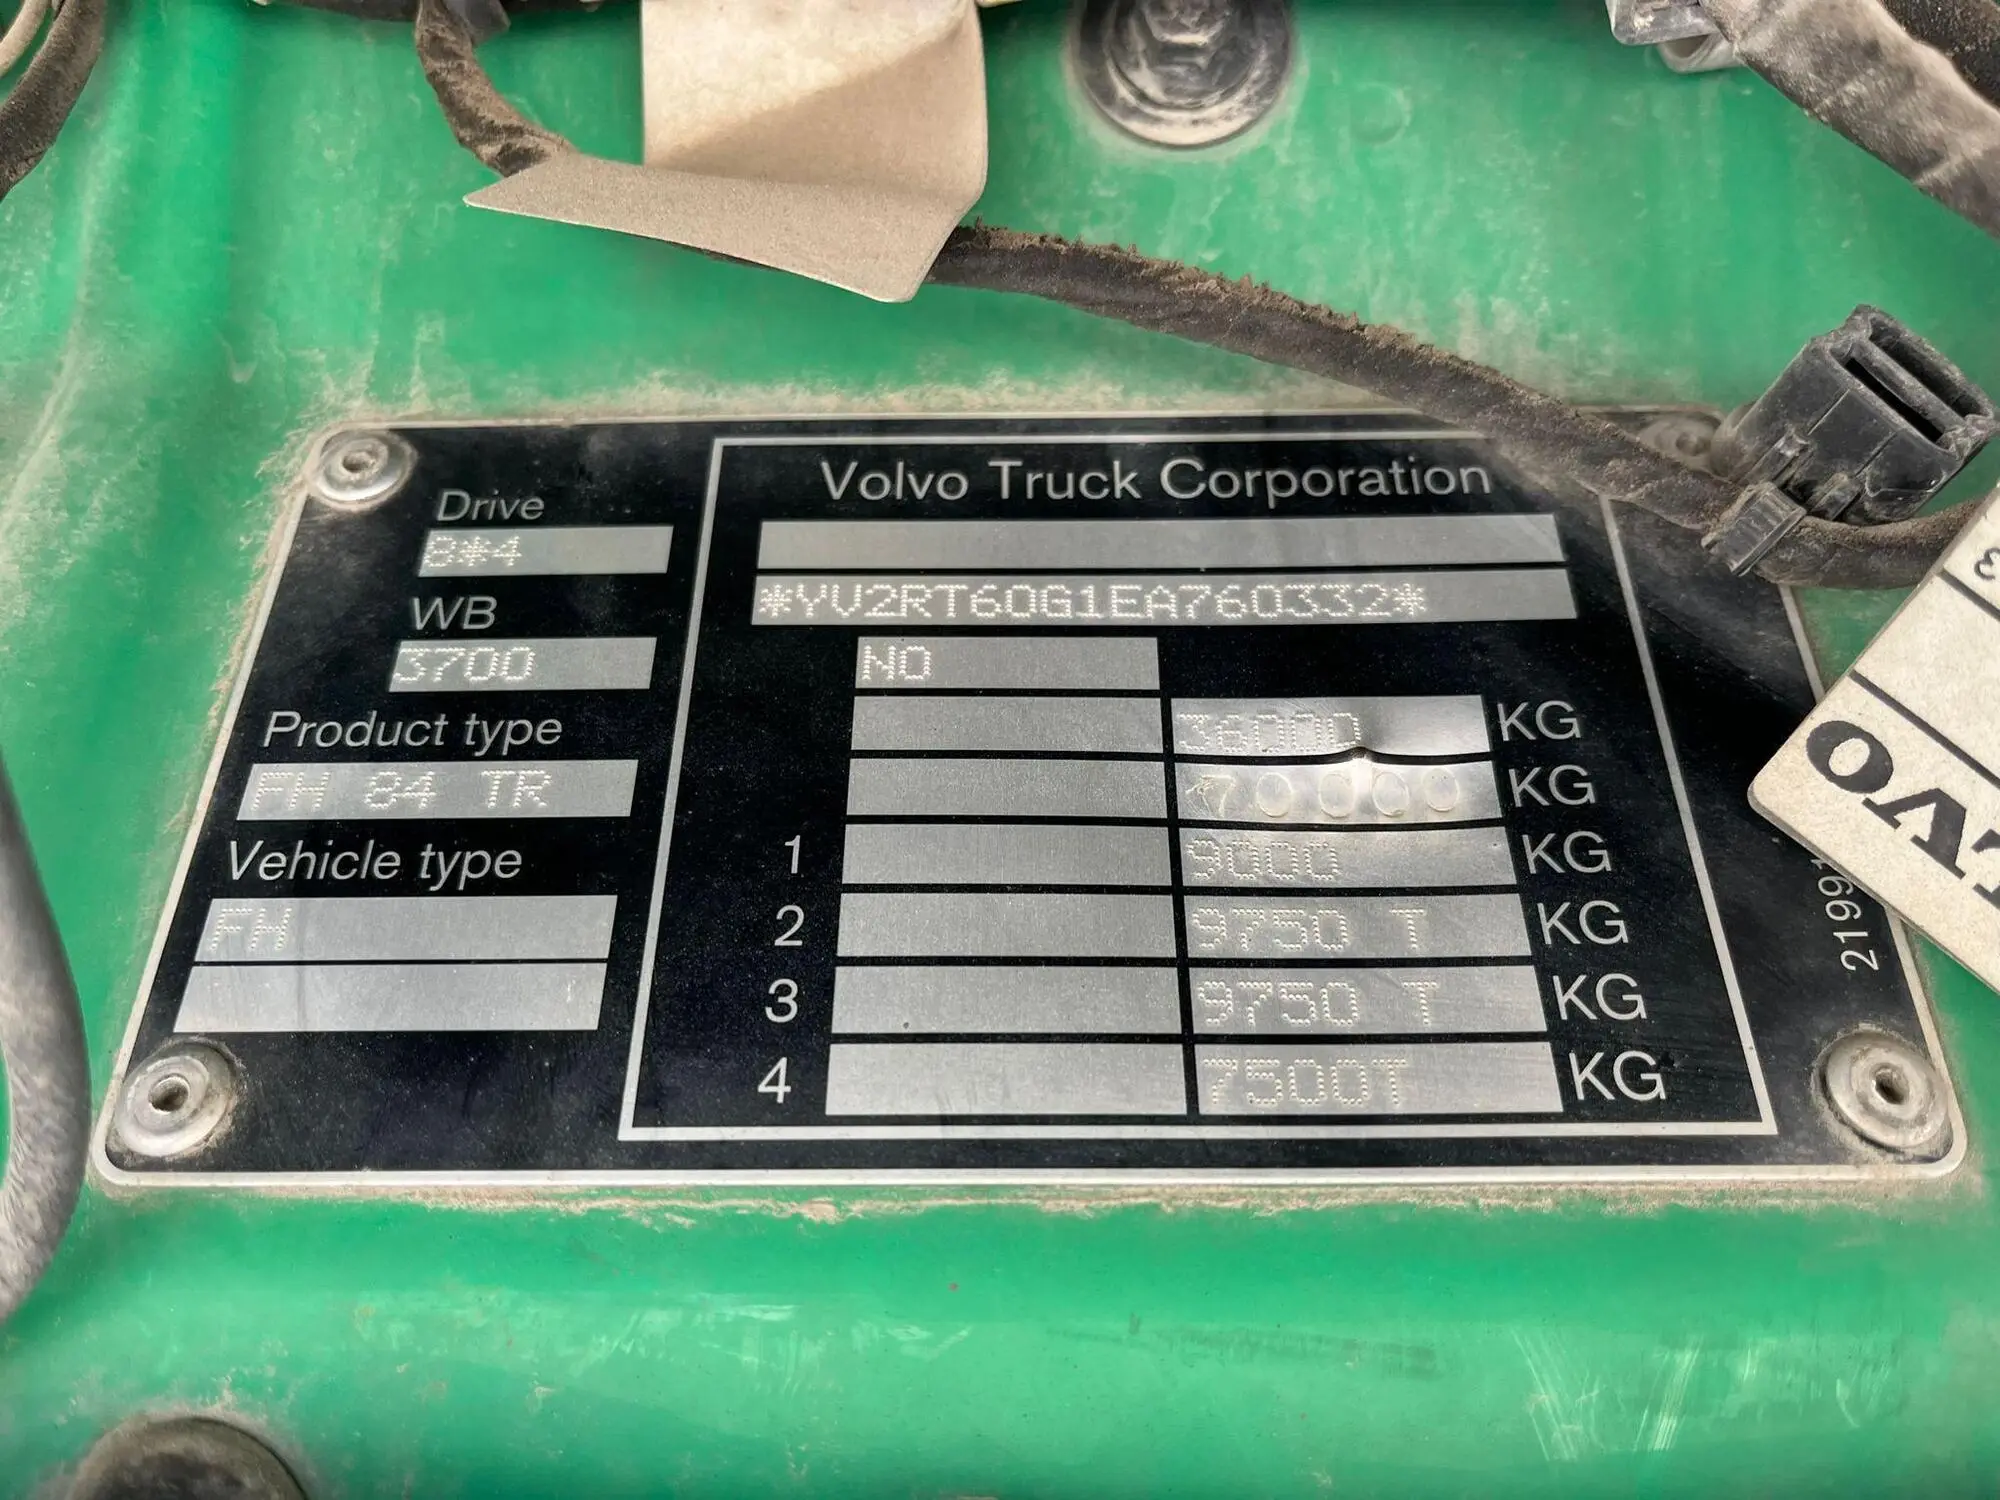 Volvo Truck Corporation
Drive
8*4
*YV2RT60G1EA760332*
WB
3700
NO
Product type
FH 84 TR
36000 KG
70000 KG
Vehicle type
FH
1 9000 KG
2 9750 T KG
3 9750 T KG
4 7500T KG